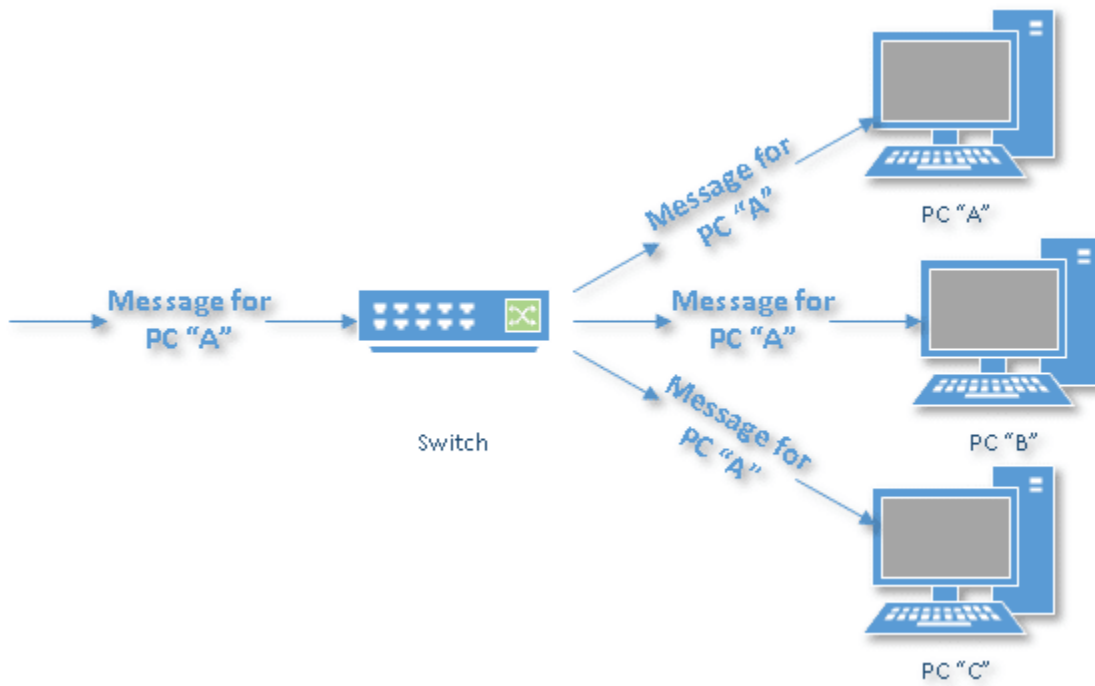 Message for
PC “A”
Switch
Message for
PC “A”
PC “A”
Message for
PC “A”
PC “B”
Message for
PC “A”
PC “C”